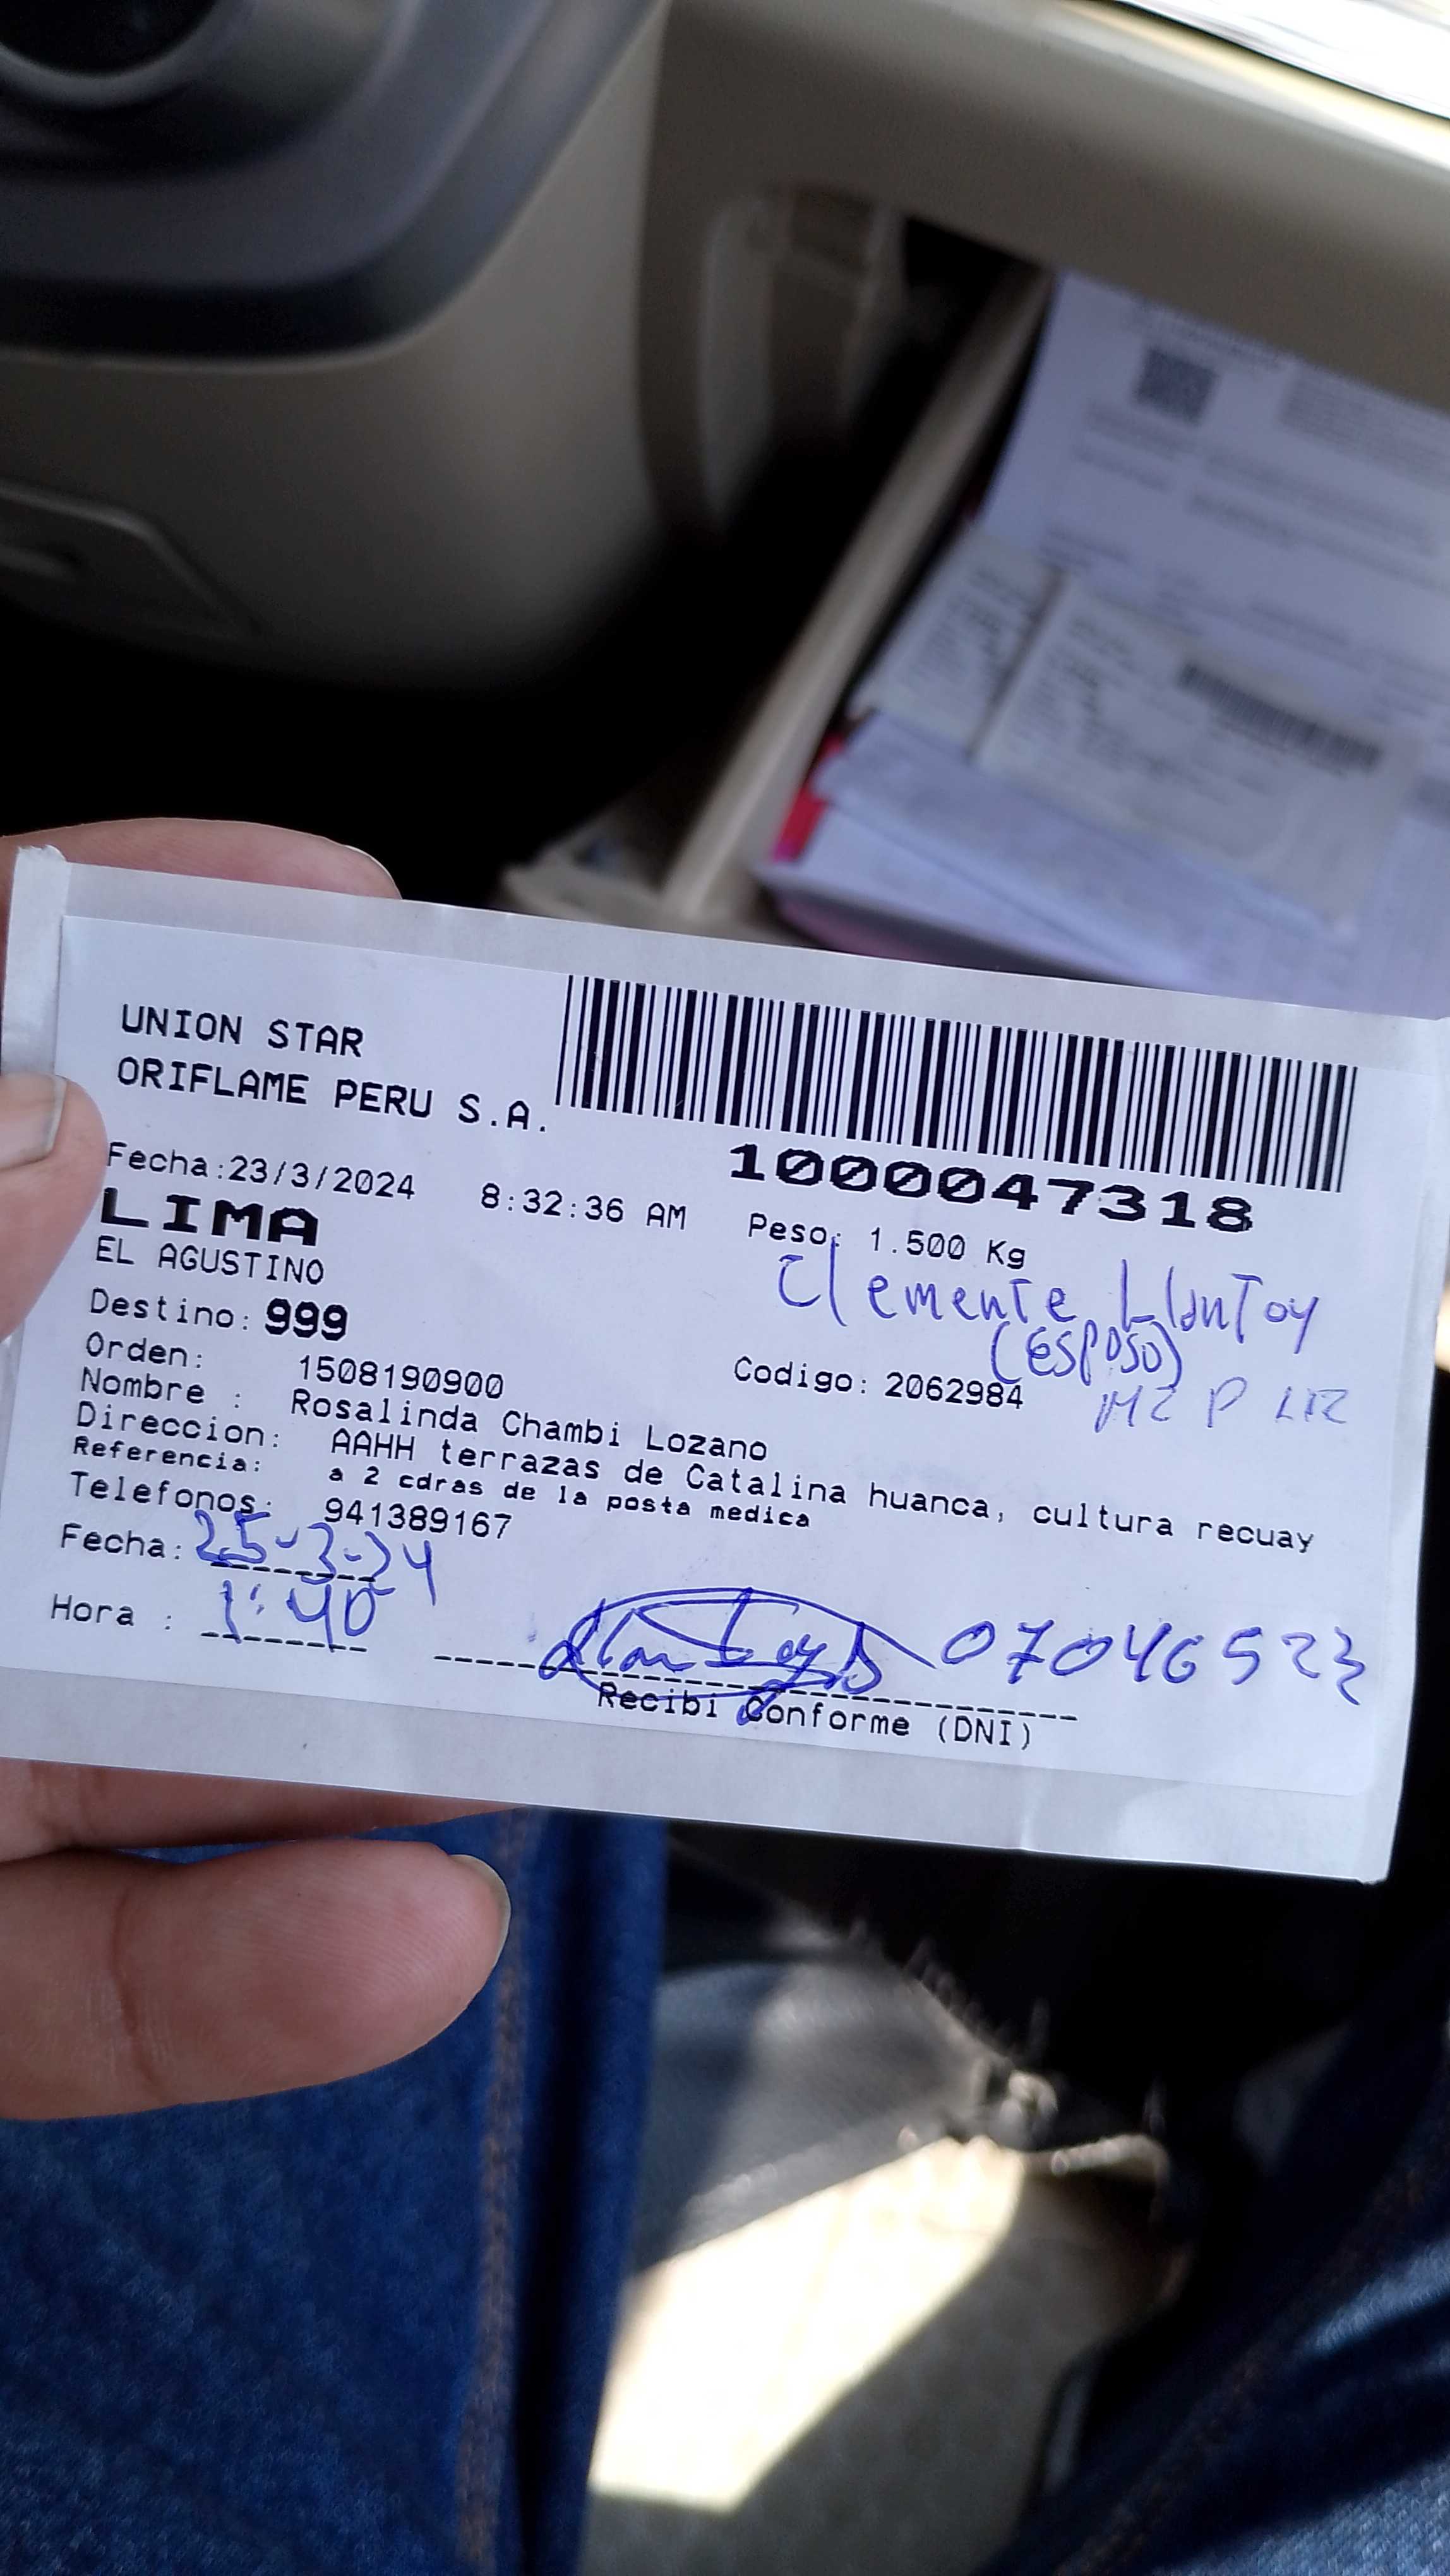 UNION STAR
ORIFLAME PERU S.A.
1000047318
Fecha:23/3/2024 8:32:36 AM Peso: 1.500 Kg
LIMA
EL AGUSTINO
Clemente Llantoy
(ESPOSO)
Destino: 999
Orden: 1508190900 Codigo: 2062984
MZ P
Nombre : Rosalinda Chambi Lozano
Direccion: AAHH terrazas de Catalina huanca, cultura recuay
Referencia: a 2 cdras de la posta medica
Telefonos: 941389167
Fecha: 25-3-24
Hora : 1:40
07046523
Recibi Conforme (DNI)